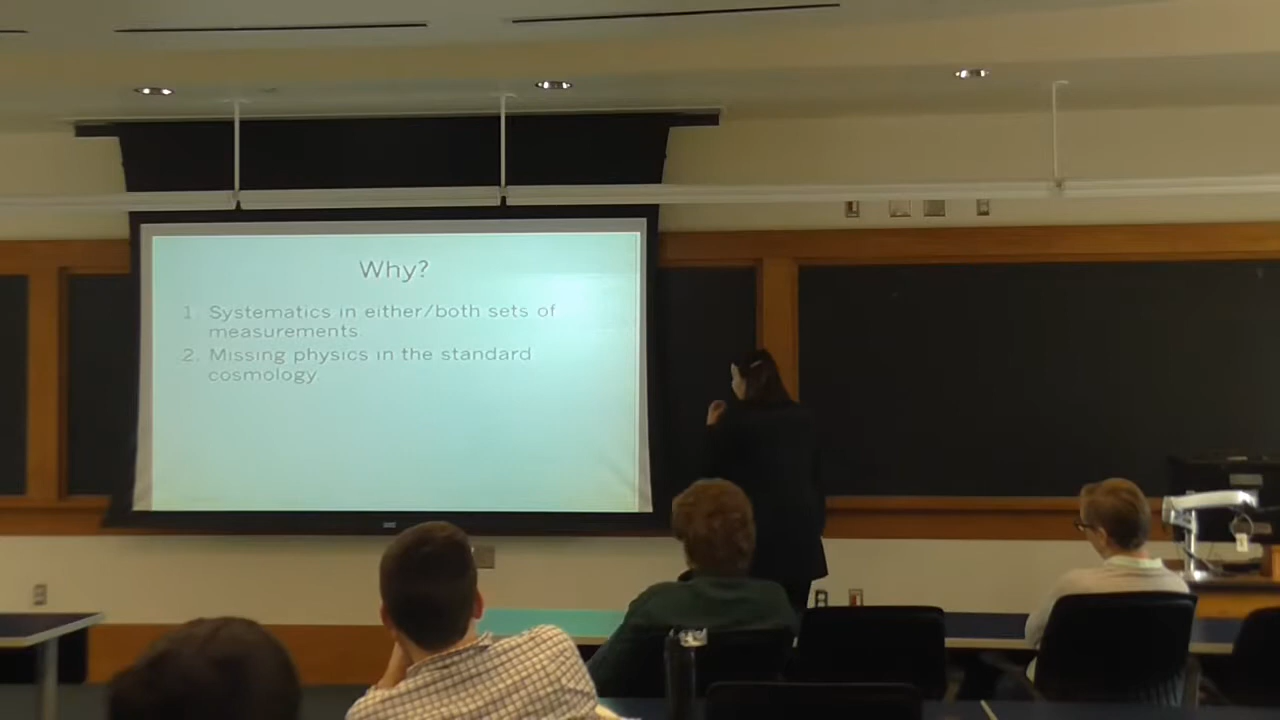 Why?
1. Systematics in either/both sets of
measurements.
2. Missing physics in the standard
cosmology.